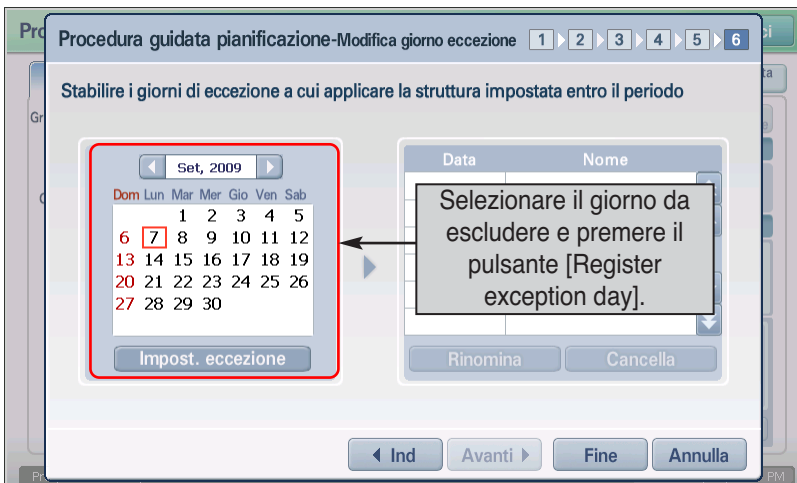 Procedura guidata pianificazione-Modifica giorno eccezione 1 2 3 4 5 6
Stabilire i giorni di eccezione a cui applicare la struttura impostata entro il periodo
Set, 2009
Dom Lun Mar Mer Gio Ven Sab
1 2 3 4 5
6 7 8 9 10 11 12
13 14 15 16 17 18 19
20 21 22 23 24 25 26
27 28 29 30
Impost. eccezione
Data Nome
Selezionare il giorno da
escludere e premere il
pulsante [Register
exception day].
Rinomina Cancella
Ind Avanti Fine Annulla
PM